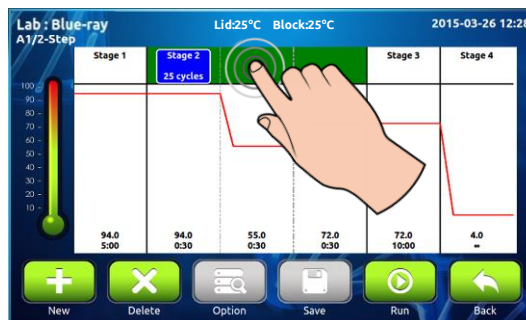 Lab : Blue-ray Lid:25°C Block:25°C 2015-03-26 12:28
A1/2-Step
Stage 1 Stage 2 Stage 3 Stage 4
25 cycles
100
90
80
70
60
50
40
30
20
10
94.0 94.0 55.0 72.0 72.0 4.0
5:00 0:30 0:30 0:30 10:00 ∞
New Delete Option Save Run Back